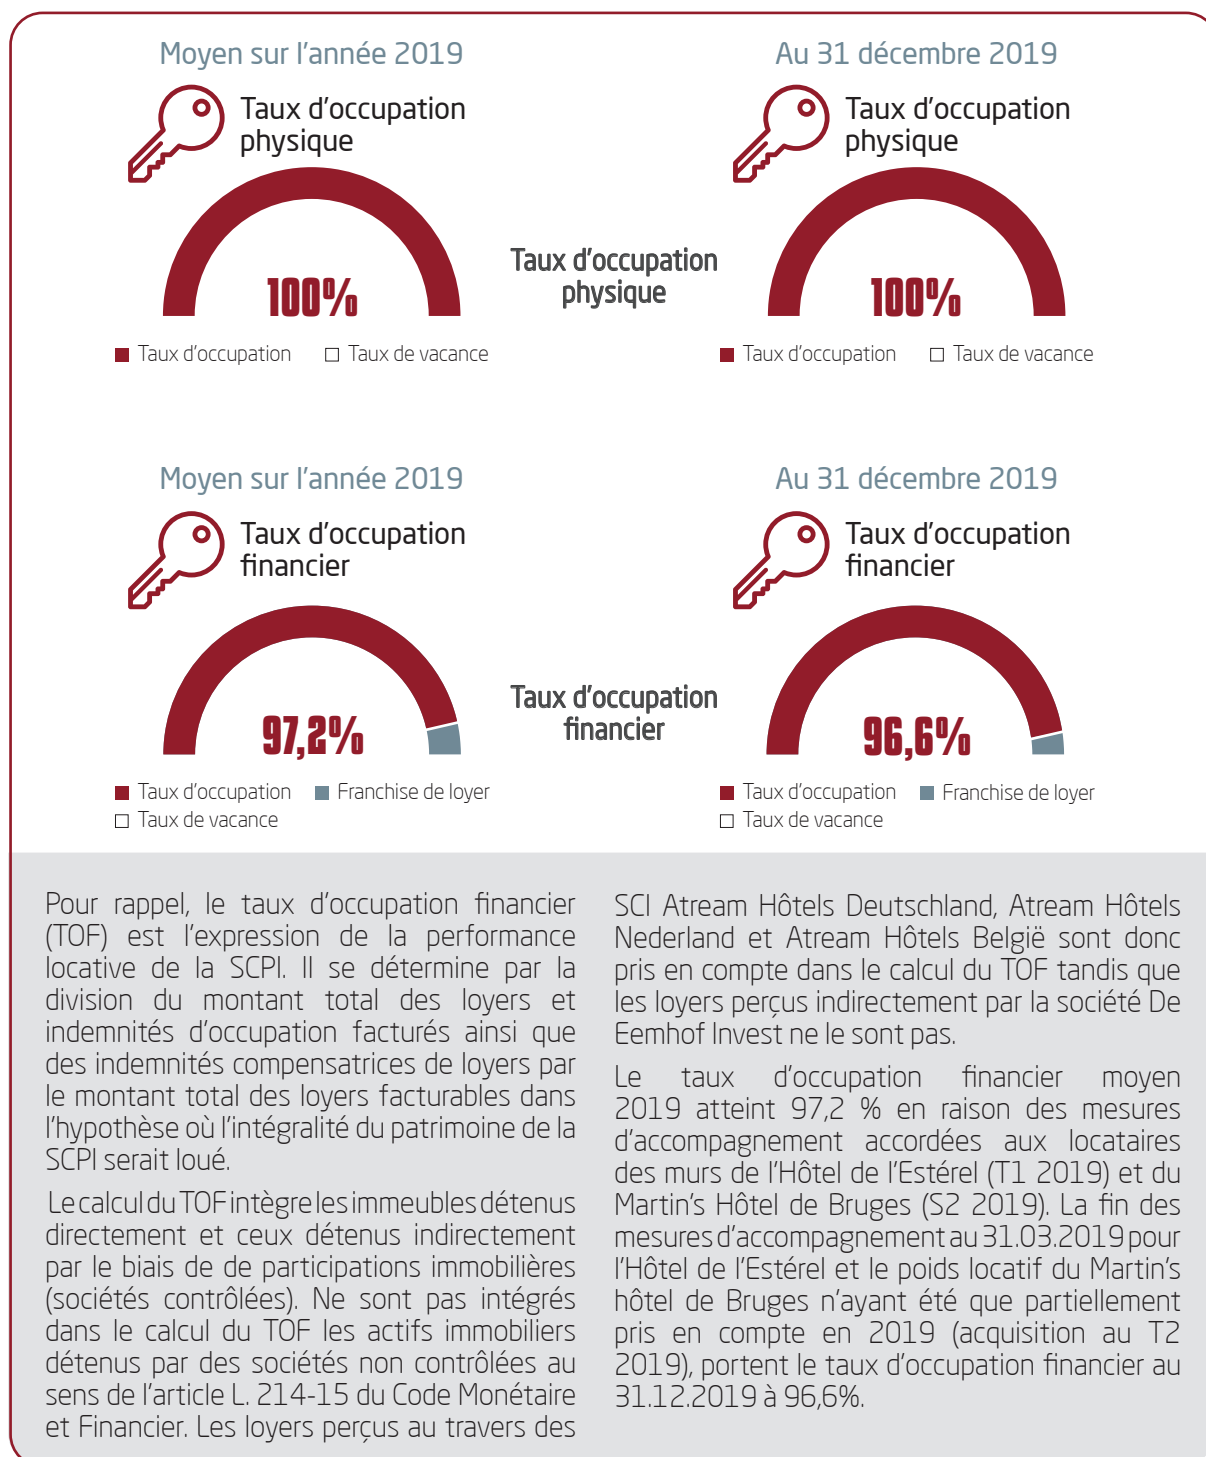 Moyen sur l'année 2019
Taux d'occupation
physique
100%
Taux d'occupation
Taux de vacance
Taux d'occupation
physique
Au 31 décembre 2019
Taux d'occupation
physique
100%
Taux d'occupation
Taux de vacance
Moyen sur l'année 2019
Taux d'occupation
financier
97,2%
Taux d'occupation
Franchise de loyer
Taux de vacance
Taux d'occupation
financier
Au 31 décembre 2019
Taux d'occupation
financier
96,6%
Taux d'occupation
Franchise de loyer
Taux de vacance
Pour rappel, le taux d'occupation financier
(TOF) est l'expression de la performance
locative de la SCPI. Il se détermine par la
division du montant total des loyers et
indemnités d'occupation facturés ainsi que
des indemnités compensatrices de loyers par
le montant total des loyers facturables dans
l'hypothèse où l'intégralité du patrimoine de la
SCPI serait loué.
Le calcul du TOF intègre les immeubles détenus
directement et ceux détenus indirectement
par le biais de de participations immobilières
(sociétés contrôlées). Ne sont pas intégrés
dans le calcul du TOF les actifs immobiliers
détenus par des sociétés non contrôlées au
sens de l'article L. 214-15 du Code Monétaire
et Financier. Les loyers perçus au travers des
SCI Atream Hôtels Deutschland, Atream Hôtels
Nederland et Atream Hôtels België sont donc
pris en compte dans le calcul du TOF tandis que
les loyers perçus indirectement par la société De
Eemhof Invest ne le sont pas.
Le taux d'occupation financier moyen
2019 atteint 97,2 % en raison des mesures
d'accompagnement accordées aux locataires
des murs de l'Hôtel de l'Estérel (T1 2019) et du
Martin's Hôtel de Bruges (S2 2019). La fin des
mesures d'accompagnement au 31.03.2019 pour
l'Hôtel de l'Estérel et le poids locatif du Martin's
hôtel de Bruges n'ayant été que partiellement
pris en compte en 2019 (acquisition au T2
2019), portent le taux d'occupation financier au
31.12.2019 à 96,6%.